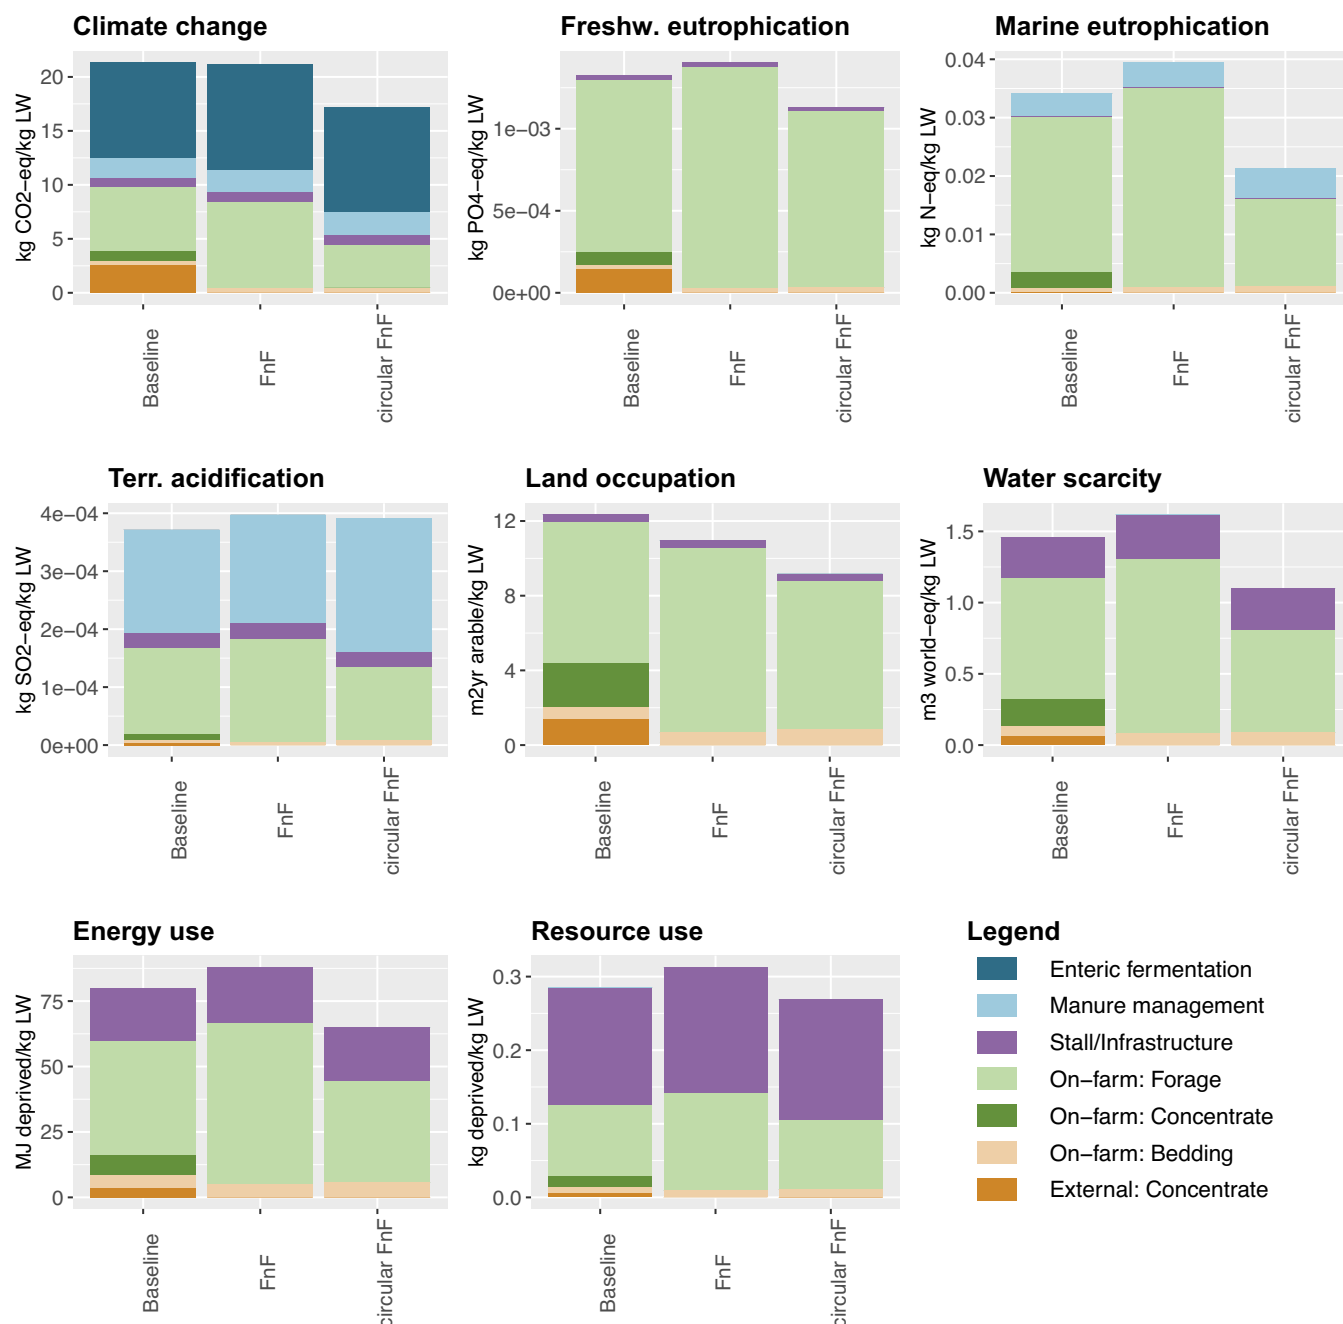 Climate change
kg CO2−eq/kg LW
20
15
10
5
0
Baseline
FnF
circular FnF
Freshw. eutrophication
kg PO4−eq/kg LW
1e−03
5e−04
0e+00
Baseline
FnF
circular FnF
Marine eutrophication
kg N−eq/kg LW
0.04
0.03
0.02
0.01
0.00
Baseline
FnF
circular FnF
Terr. acidification
kg SO2−eq/kg LW
4e−04
3e−04
2e−04
1e−04
0e+00
Baseline
FnF
circular FnF
Land occupation
m2yr arable/kg LW
12
8
4
0
Baseline
FnF
circular FnF
Water scarcity
m3 world−eq/kg LW
1.5
1.0
0.5
0.0
Baseline
FnF
circular FnF
Energy use
MJ deprived/kg LW
75
50
25
0
Baseline
FnF
circular FnF
Resource use
kg deprived/kg LW
0.3
0.2
0.1
0.0
Baseline
FnF
circular FnF
Legend
Enteric fermentation
Manure management
Stall/Infrastructure
On−farm: Forage
On−farm: Concentrate
On−farm: Bedding
External: Concentrate